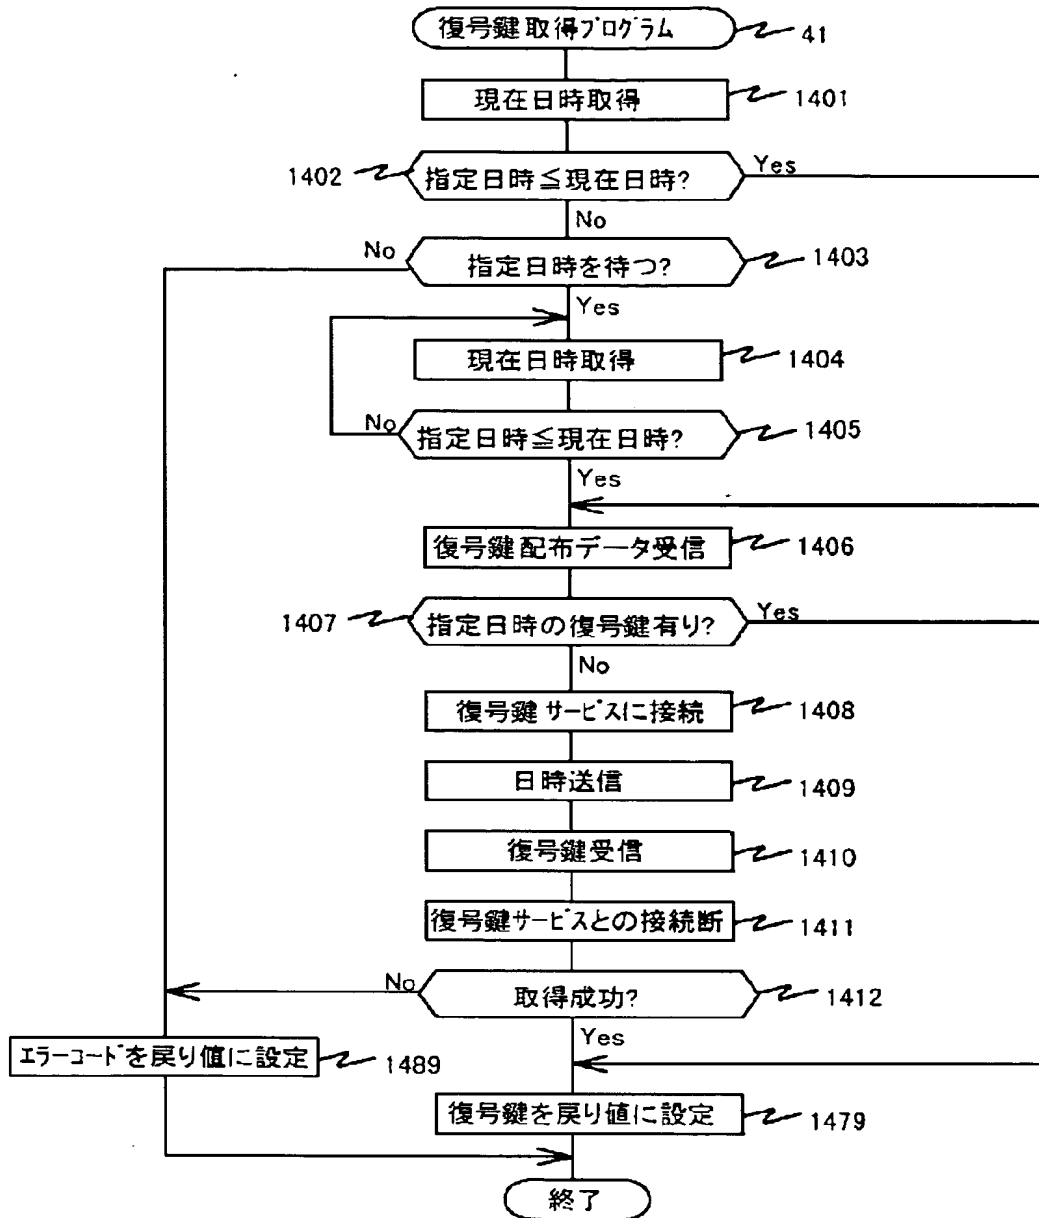 復号鍵取得プログラム
41
現在日時取得
1401
1402
指定日時≦現在日時?
Yes
No
No
指定日時を待つ?
1403
Yes
現在日時取得
1404
No
指定日時≦現在日時?
1405
Yes
復号鍵配布データ受信
1406
1407
指定日時の復号鍵有り?
Yes
No
復号鍵サービスに接続
1408
日時送信
1409
復号鍵受信
1410
復号鍵サービスとの接続断
1411
No
取得成功?
1412
Yes
エラーコードを戻り値に設定
1489
復号鍵を戻り値に設定
1479
終了